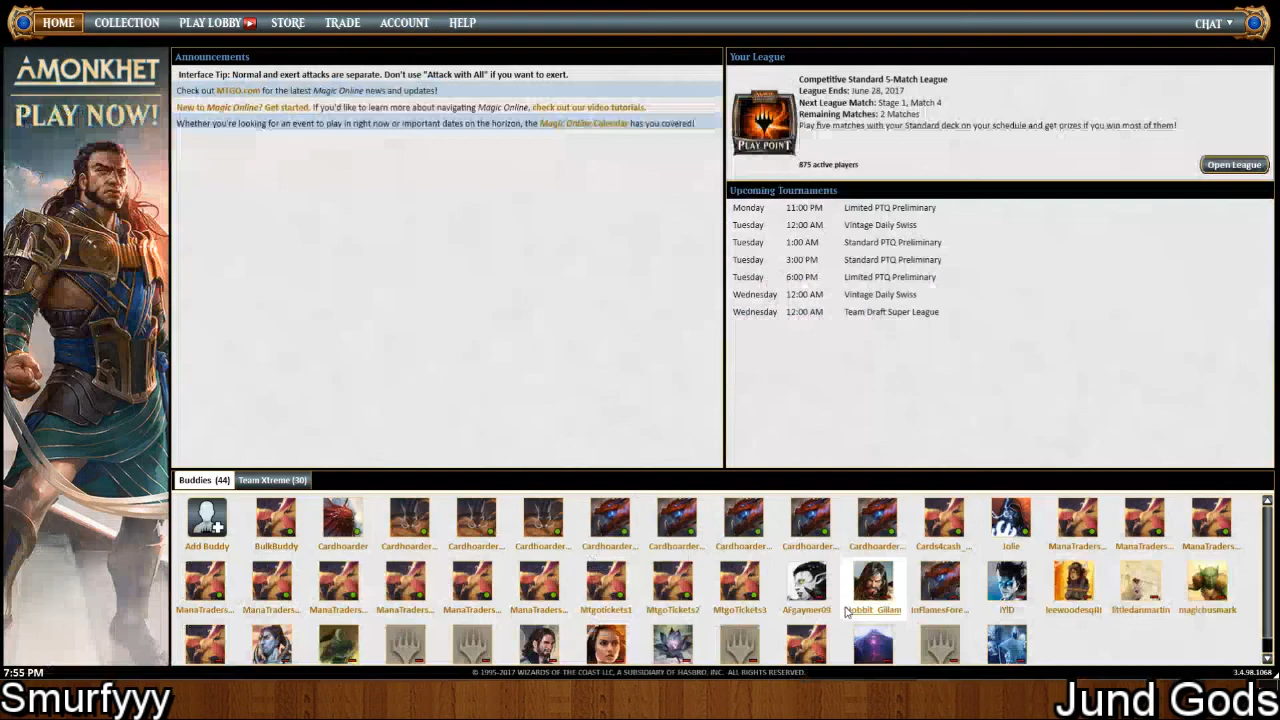 HOME COLLECTION PLAY LOBBY STORE TRADE ACCOUNT HELP CHAT
AMONKHET
PLAY NOW!
Announcements
Interface Tip: Normal and exert attacks are separate. Don't use "Attack with All" if you want to exert.
Check out MTGO.com for the latest Magic Online news and updates!
New to Magic Online? Get started. If you'd like to learn more about navigating Magic Online, check out our video tutorials.
Whether you're looking for an event to play in right now or important dates on the horizon, the Magic Online Calendar has you covered!
Your League
Competitive Standard 5-Match League
League Ends: June 28, 2017
Next League Match: Stage 1, Match 4
Remaining Matches: 2 Matches
Play five matches with your Standard deck on your schedule and get prizes if you win most of them!
PLAY POINT
875 active players
Open League
Upcoming Tournaments
Monday 11:00 PM Limited PTQ Preliminary
Tuesday 12:00 AM Vintage Daily Swiss
Tuesday 1:00 AM Standard PTQ Preliminary
Tuesday 3:00 PM Standard PTQ Preliminary
Tuesday 6:00 PM Limited PTQ Preliminary
Wednesday 12:00 AM Vintage Daily Swiss
Wednesday 12:00 AM Team Draft Super League
Buddies (44) Team Xtreme (30)
Add Buddy BulkBuddy Cardhoarder Cardhoarder... Cardhoarder... Cardhoarder... Cardhoarder... Cardhoarder... Cardhoarder... Cardhoarder... Cardhoarder... Cards4cash_... Jolie ManaTraders... ManaTraders... ManaTraders...
ManaTraders... ManaTraders... ManaTraders... ManaTraders... ManaTraders... ManaTraders... Mtgotickets1 MtgoTickets2 MtgoTickets3 AFgaymer09 InFlamesFore... leewoodesqIII littledanmartin magicbusmark
7:55 PM © 1995-2017 WIZARDS OF THE COAST LLC, A SUBSIDIARY OF HASBRO, INC. ALL RIGHTS RESERVED. 3.4.98.1068
Smurfyyy Jund Gods